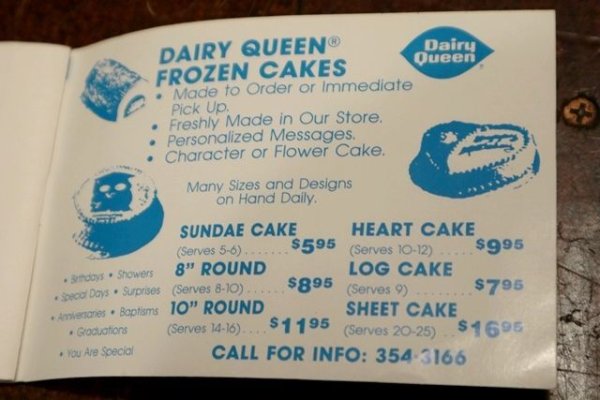 DAIRY QUEEN®
FROZEN CAKES
Dairy
Queen®
• Made to Order or Immediate
Pick Up.
• Freshly Made in Our Store.
• Personalized Messages.
• Character or Flower Cake.
Many Sizes and Designs
on Hand Daily.
SUNDAE CAKE
(Serves 5-6)....... $5 95
8" ROUND
(Serves 8-10)..... $8 95
10" ROUND
(Serves 14-16)... $11 95
HEART CAKE
(Serves 10-12)..... $9 95
LOG CAKE
(Serves 9)........... $7 95
SHEET CAKE
(Serves 20-25)... $16 95
• Birthdays • Showers
• Special Days • Surprises
• Anniversaries • Baptisms
• Graduations
• You Are Special
CALL FOR INFO: 354-3166